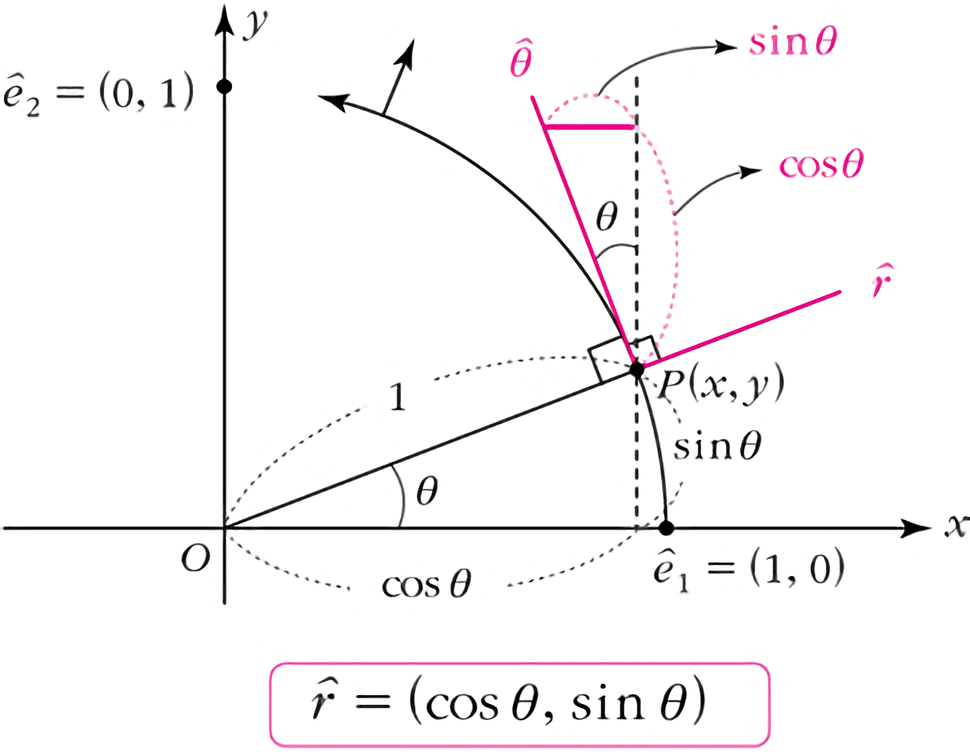 y
ê₂ = (0, 1)
θ̂
sinθ
cosθ
θ
r̂
1
P(x, y)
sinθ
θ
O
x
cosθ
ê₁ = (1, 0)
r̂ = (cos θ, sin θ)